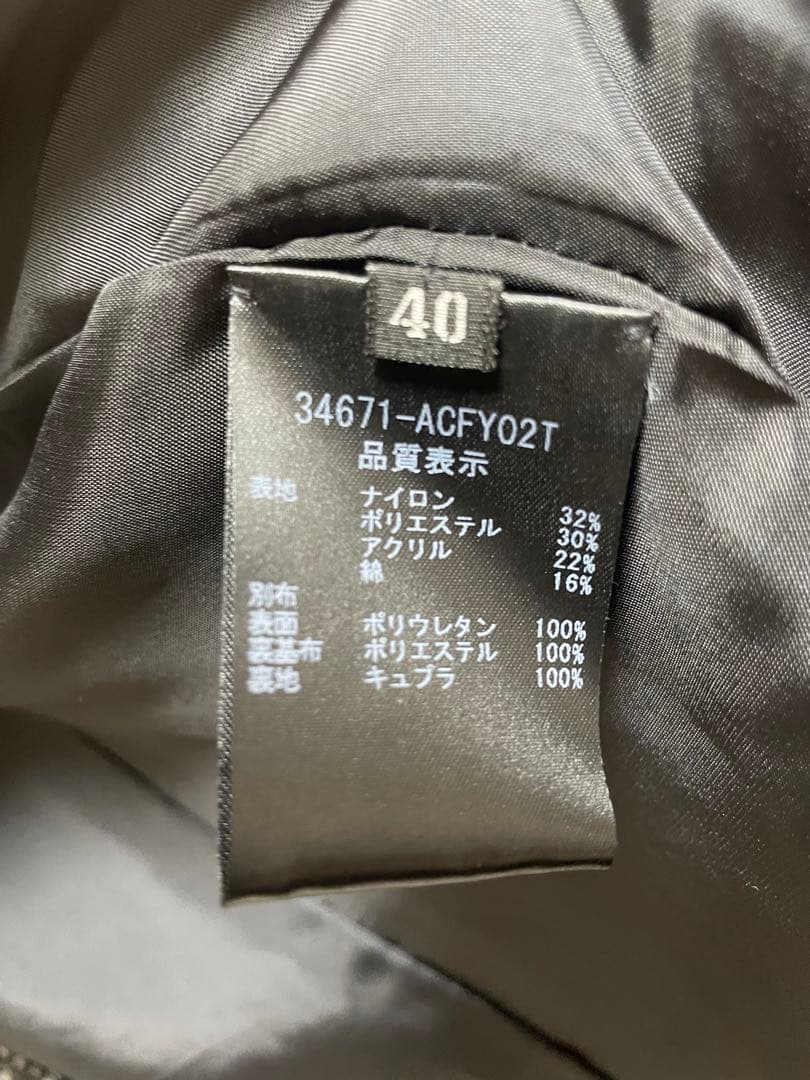 40
34671-ACFY02T
品質表示
表地 ナイロン 32%
ポリエステル 30%
アクリル 22%
綿 16%
別布
表面 ポリウレタン 100%
裏基布 ポリエステル 100%
裏地 キュプラ 100%